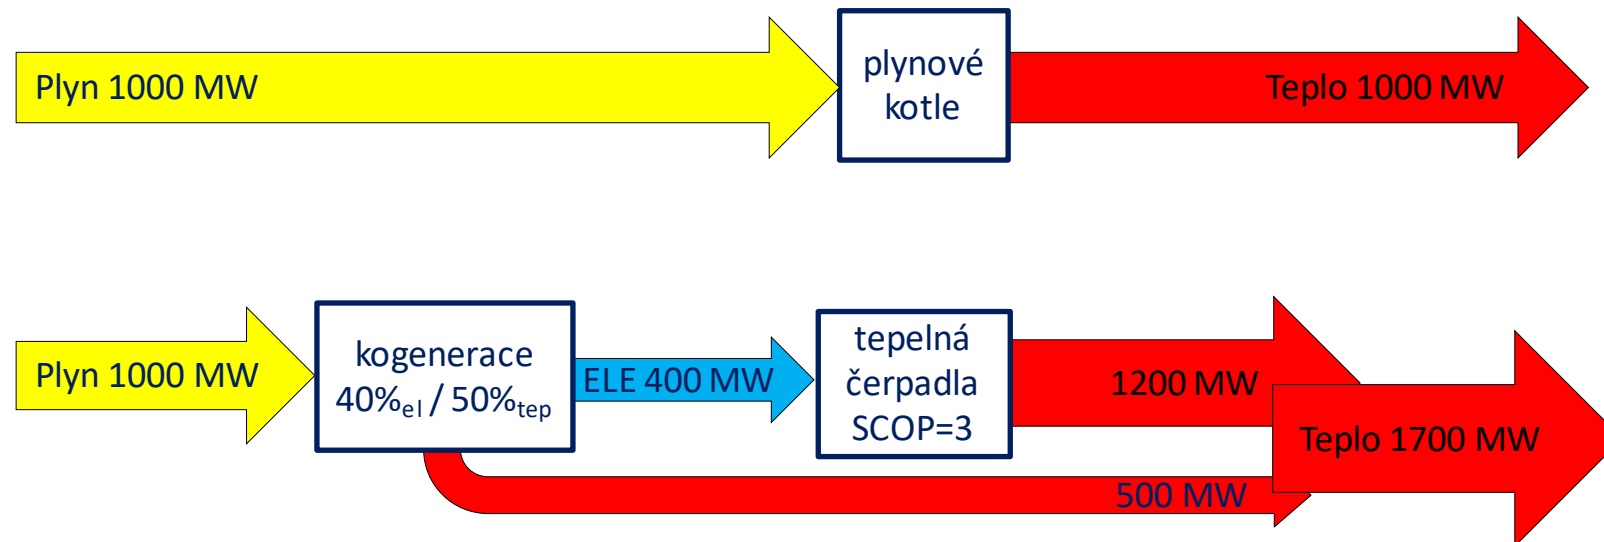 Plyn 1000 MW
plynové
kotle
Teplo 1000 MW
Plyn 1000 MW
kogenerace
40%el / 50%tep
ELE 400 MW
tepelná
čerpadla
SCOP=3
1200 MW
Teplo 1700 MW
500 MW